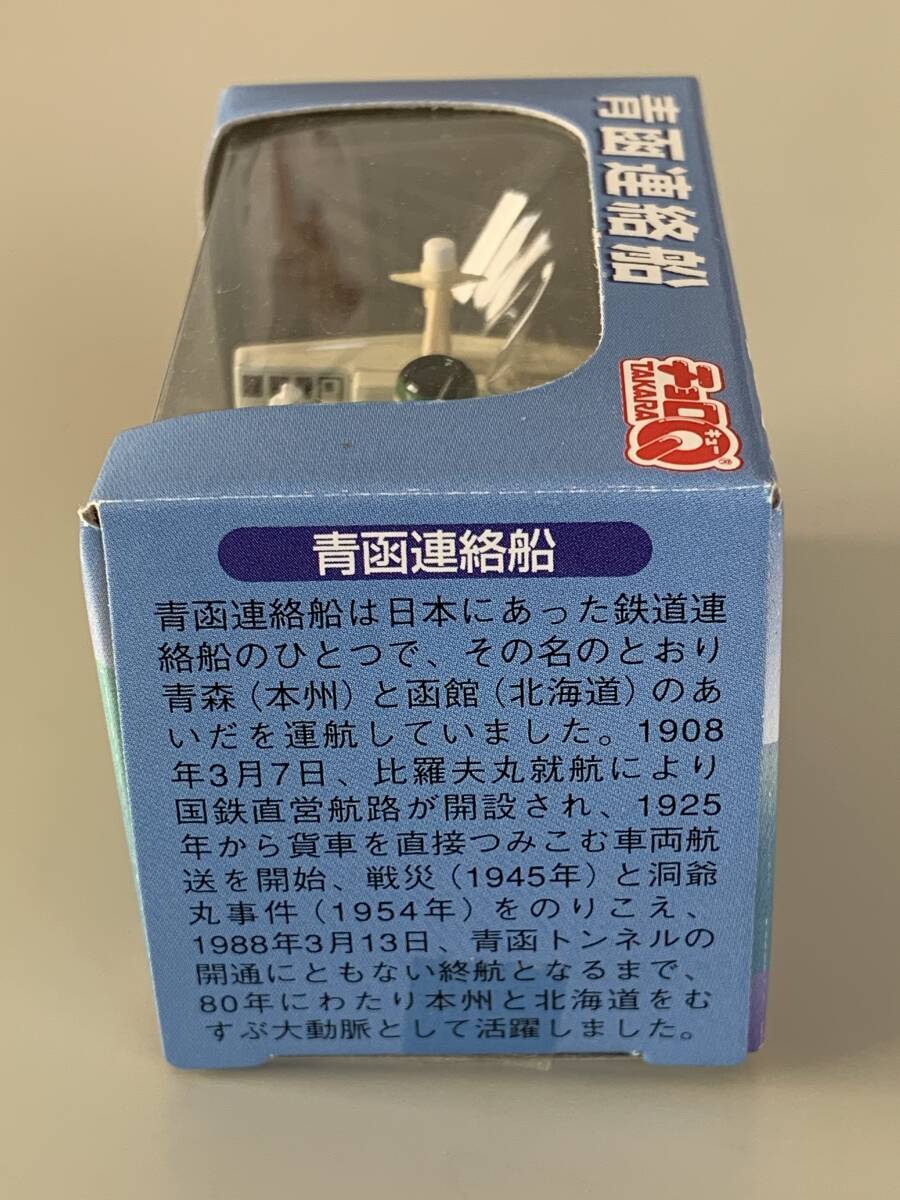 青函連絡船
チョロQ
キュー
®
TAKARA
青函連絡船
青函連絡船は日本にあった鉄道連
絡船のひとつで、その名のとおり
青森（本州）と函館（北海道）のあ
いだを運航していました。1908
年3月7日、比羅夫丸就航により
国鉄直営航路が開設され、1925
年から貨車を直接つみこむ車両航
送を開始、戦災（1945年）と洞爺
丸事件（1954年）をのりこえ、
1988年3月13日、青函トンネルの
開通にともない終航となるまで、
80年にわたり本州と北海道をむ
すぶ大動脈として活躍しました。